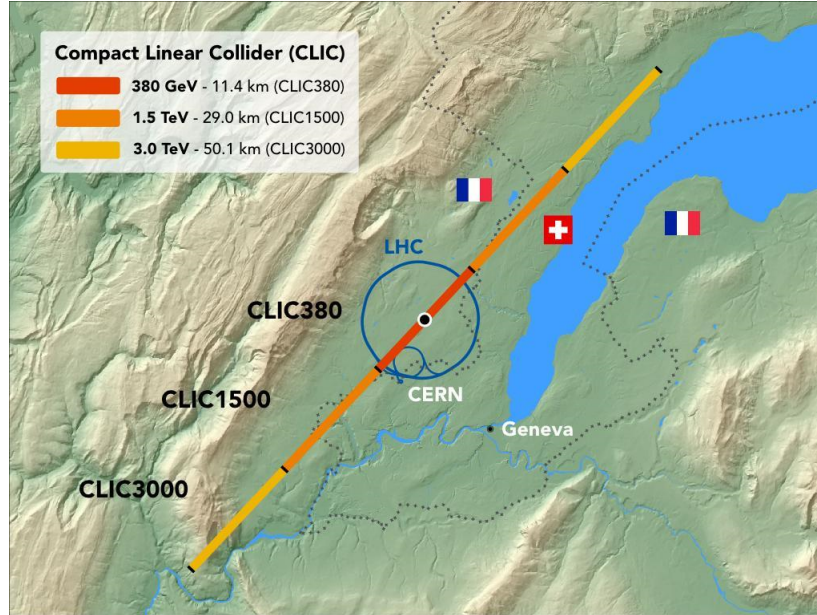 Compact Linear Collider (CLIC)
380 GeV - 11.4 km (CLIC380)
1.5 TeV - 29.0 km (CLIC1500)
3.0 TeV - 50.1 km (CLIC3000)
LHC
CLIC380
CLIC1500
CERN
Geneva
CLIC3000